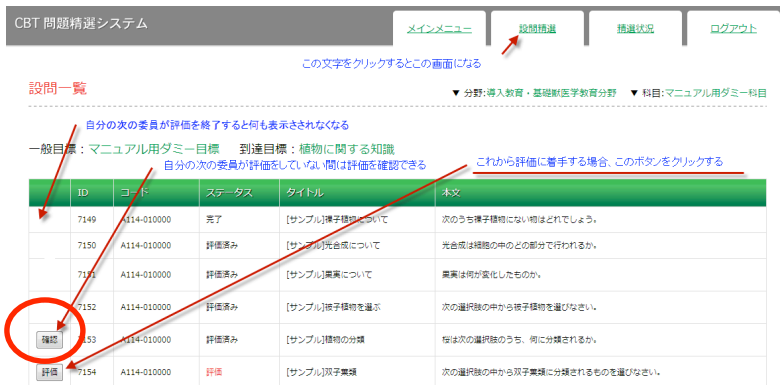 CBT 問題精選システム
メインメニュー 設問精選 精選状況 ログアウト
この文字をクリックするとこの画面になる
設問一覧
▼ 分野:導入教育・基礎獣医学教育分野 ▼ 科目:マニュアル用ダミー科目
自分の次の委員が評価を終了すると何も表示さされなくなる
一般目標：マニュアル用ダミー目標 到達目標：植物に関する知識
自分の次の委員が評価をしていない間は評価を確認できる
これから評価に着手する場合、このボタンをクリックする
ID コード ステータス タイトル 本文
7149 A114-010000 完了 [サンプル]裸子植物について 次のうち裸子植物にない物はどれでしょう。
7150 A114-010000 評価済み [サンプル]光合成について 光合成は細胞の中のどの部分で行われるか。
7151 A114-010000 評価済み [サンプル]果実について 果実は何が変化したものか。
7152 A114-010000 評価済み [サンプル]被子植物を選ぶ 次の選択肢の中から被子植物を選びなさい。
確認 7153 A114-010000 評価済み [サンプル]植物の分類 桜は次の選択肢のうち、何に分類されるか。
評価 7154 A114-010000 評価 [サンプル]双子葉類 次の選択肢の中から双子葉類に分類されるものを選びなさい。